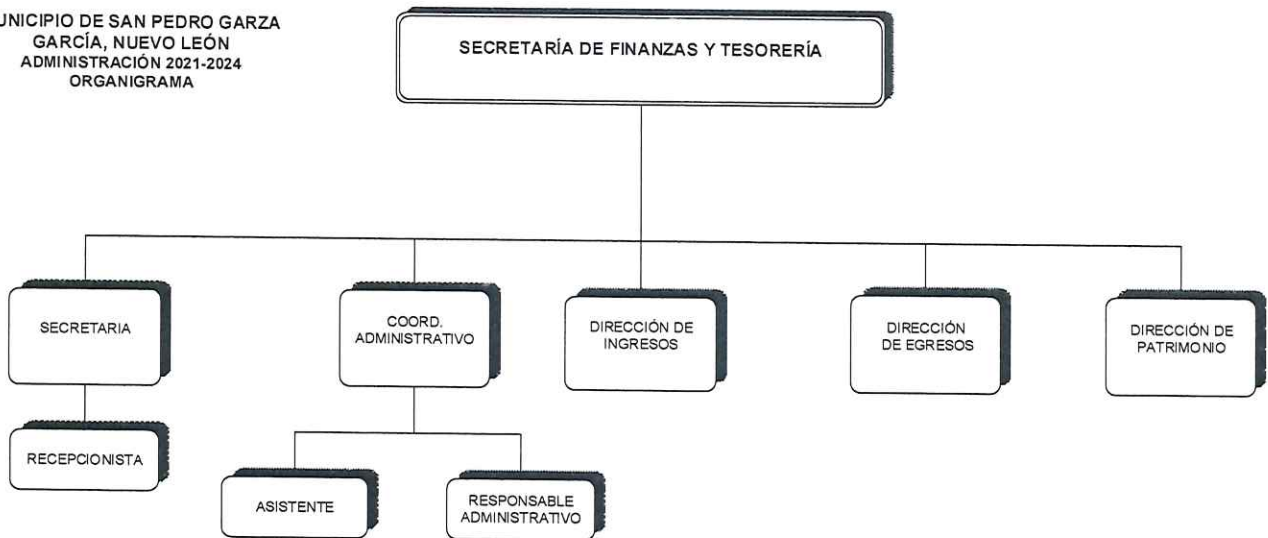 UNICIPIO DE SAN PEDRO GARZA
GARCÍA, NUEVO LEÓN
ADMINISTRACIÓN 2021-2024
ORGANIGRAMA
SECRETARÍA DE FINANZAS Y TESORERÍA
SECRETARIA
COORD.
ADMINISTRATIVO
DIRECCIÓN DE
INGRESOS
DIRECCIÓN
DE EGRESOS
DIRECCIÓN DE
PATRIMONIO
RECEPCIONISTA
ASISTENTE
RESPONSABLE
ADMINISTRATIVO